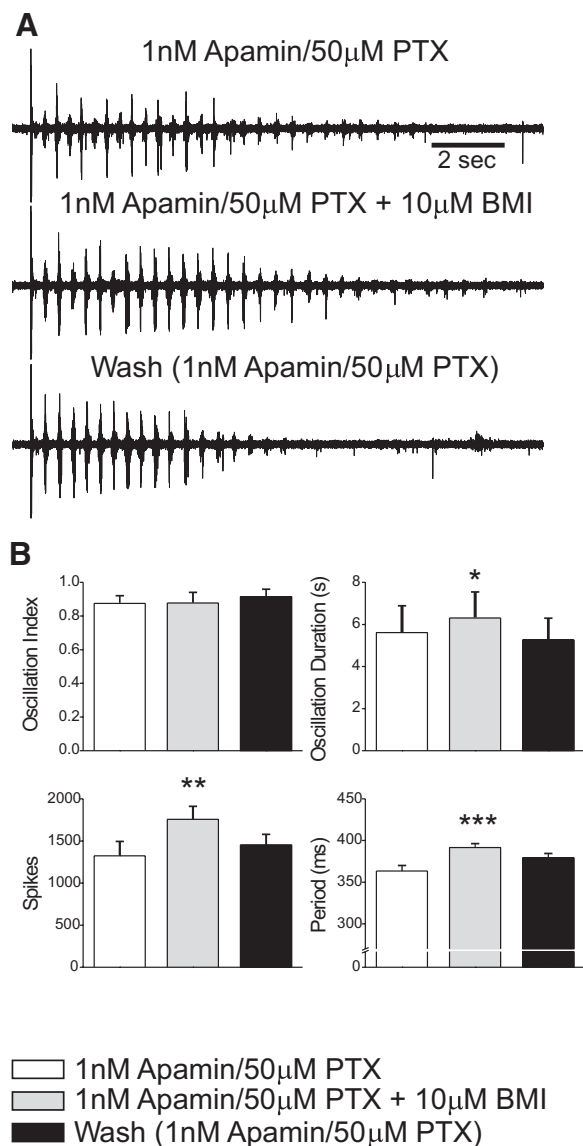 A
1nM Apamin/50μM PTX
2 sec
1nM Apamin/50μM PTX + 10μM BMI
Wash (1nM Apamin/50μM PTX)
B
Oscillation Index
1.0
0.8
0.6
0.4
0.2
0.0
Oscillation Duration (s)
8
6
4
2
0
*
Spikes
2000
1500
1000
500
0
**
Period (ms)
450
400
350
300
0
***
1nM Apamin/50μM PTX
1nM Apamin/50μM PTX + 10μM BMI
Wash (1nM Apamin/50μM PTX)